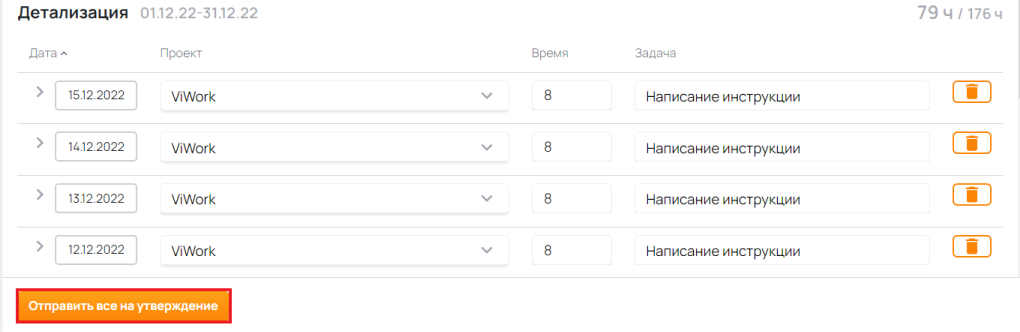 Детализация 01.12.22-31.12.22 79 ч / 176 ч
Дата Проект Время Задача
15.12.2022 ViWork 8 Написание инструкции
14.12.2022 ViWork 8 Написание инструкции
13.12.2022 ViWork 8 Написание инструкции
12.12.2022 ViWork 8 Написание инструкции
Отправить все на утверждение